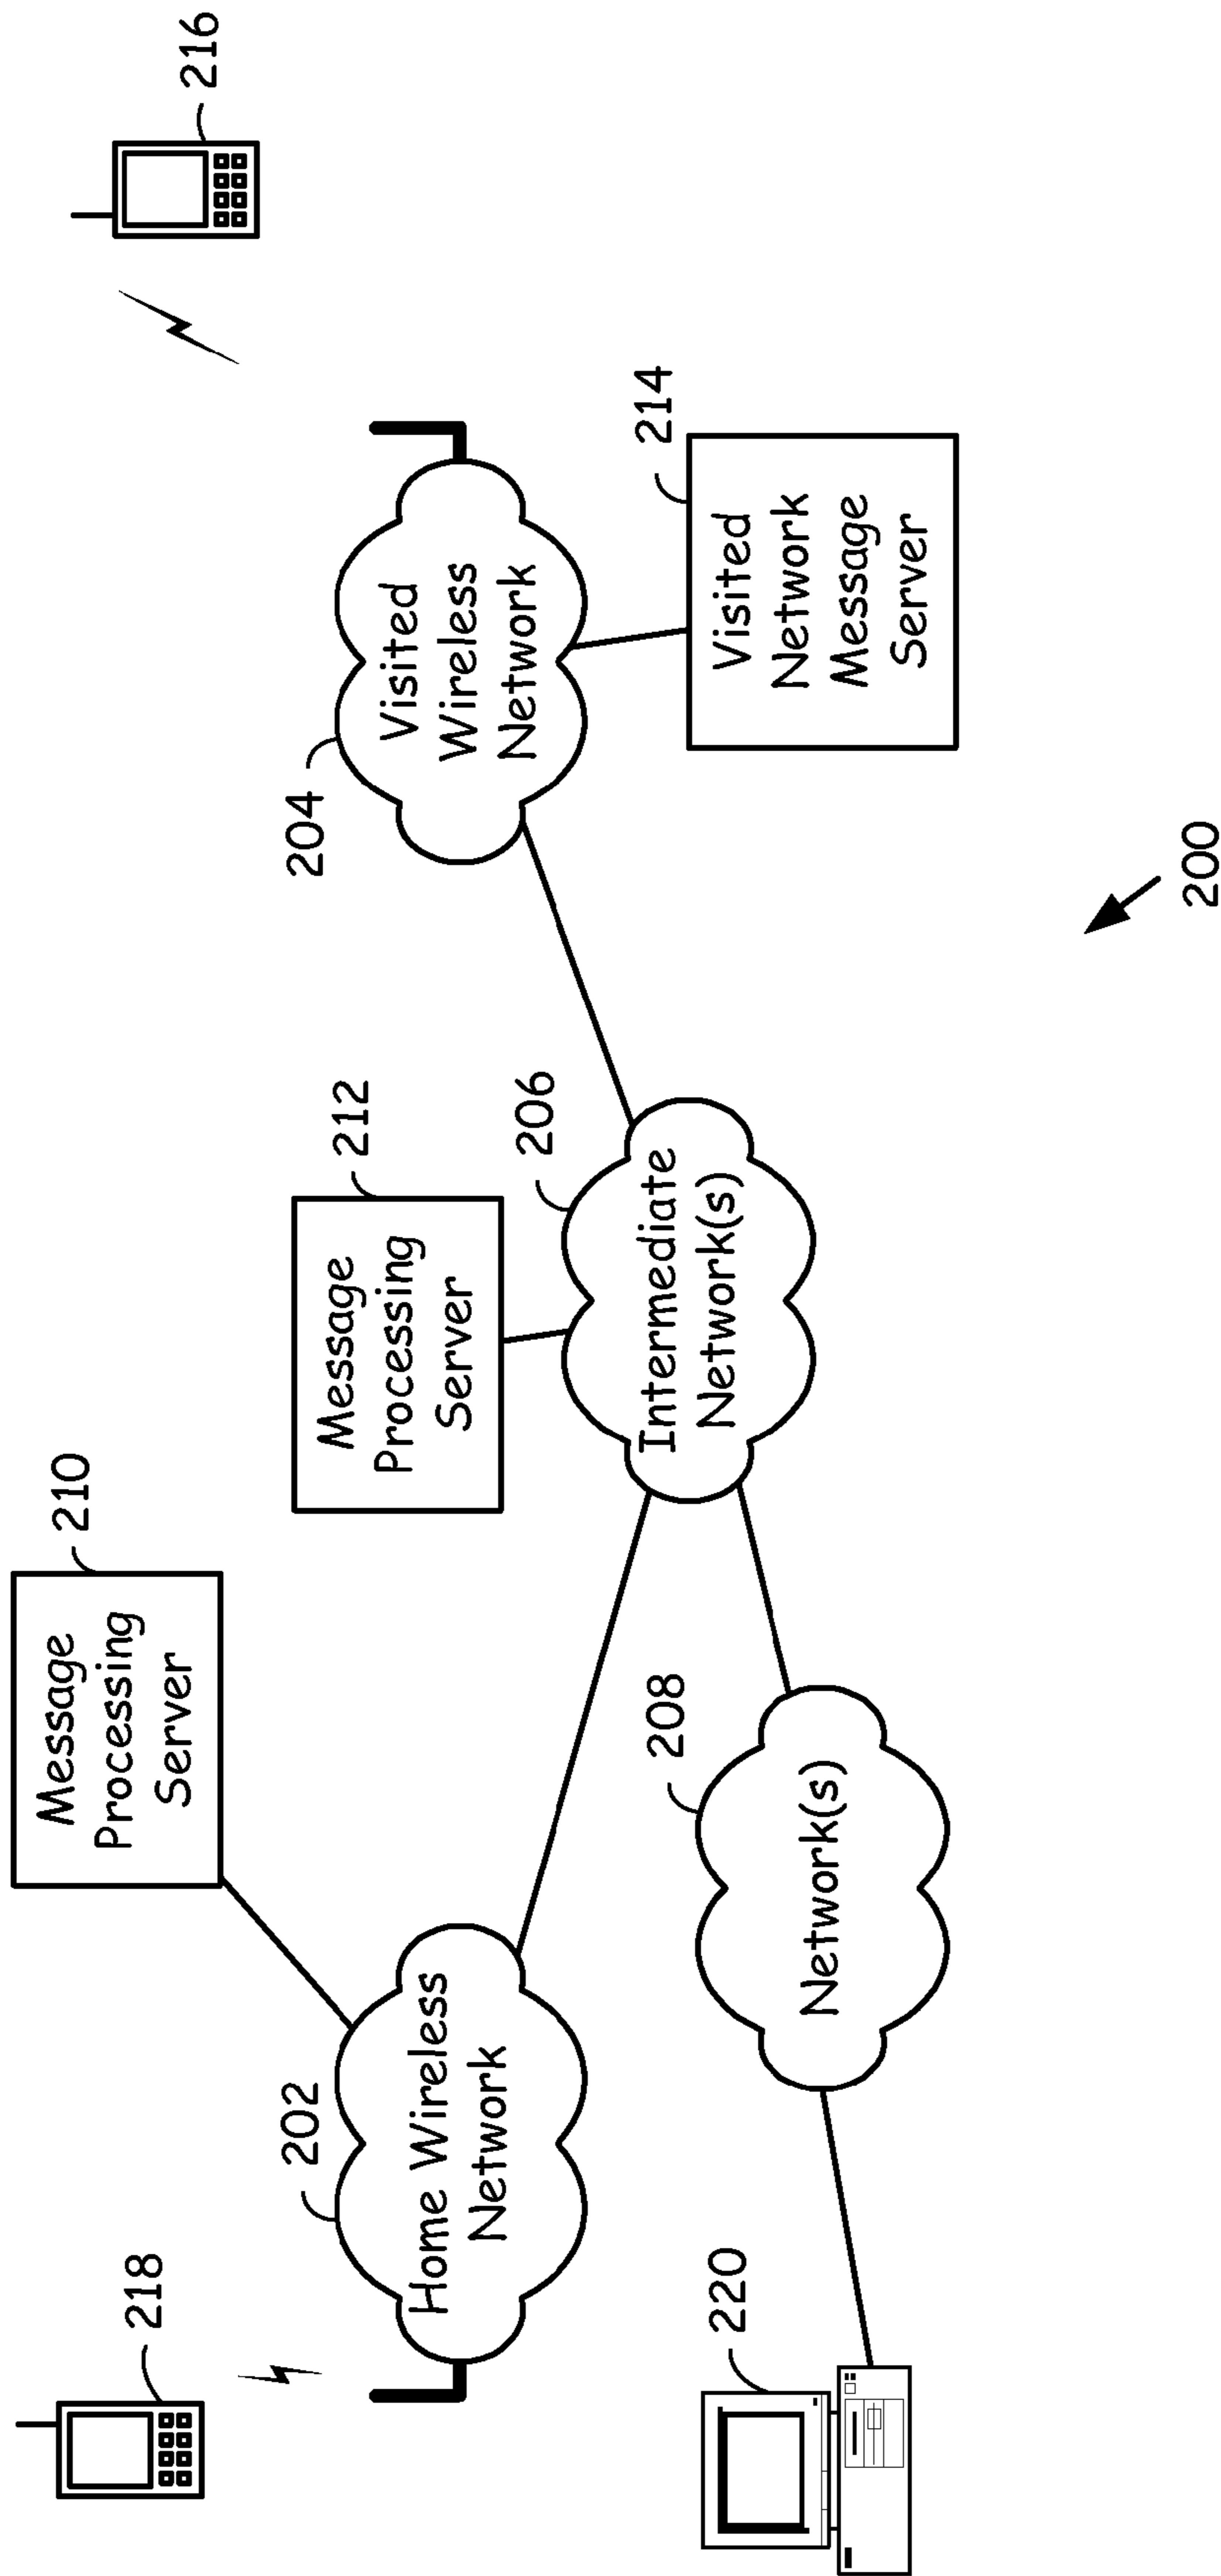 218
202
Home Wireless
Network
210
Message
Processing
Server
212
Message
Processing
Server
206
Intermediate
Network(s)
204
Visited
Wireless
Network
216
214
Visited
Network
Message
Server
208
Network(s)
220
200